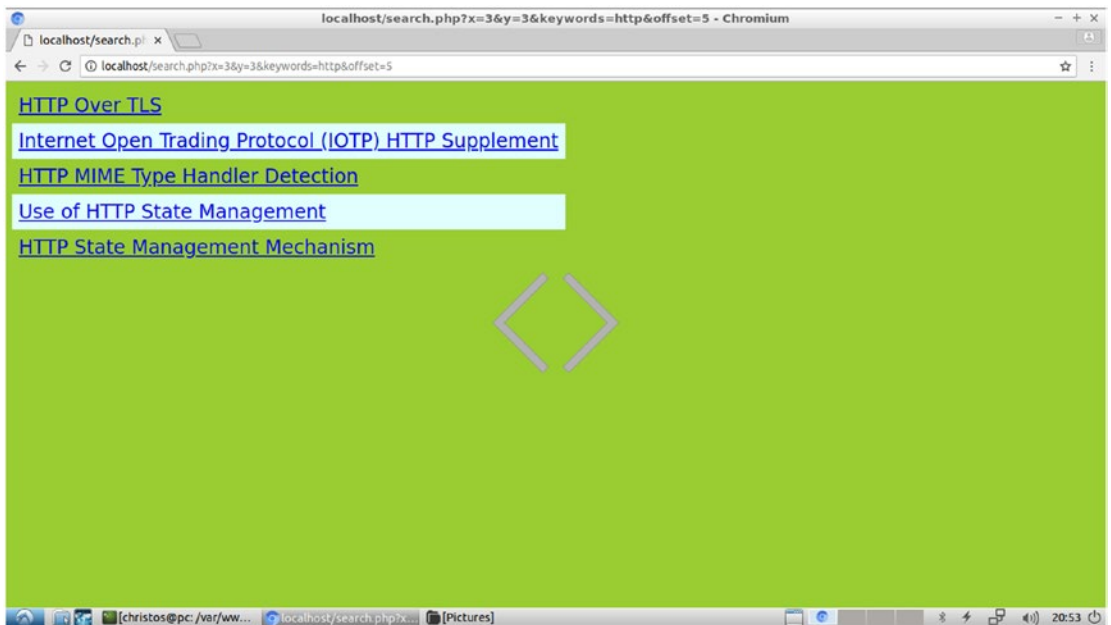 localhost/search.php?x=3&y=3&keywords=http&offset=5 - Chromium
localhost/search.ph
localhost/search.php?x=3&y=3&keywords=http&offset=5
HTTP Over TLS
Internet Open Trading Protocol (IOTP) HTTP Supplement
HTTP MIME Type Handler Detection
Use of HTTP State Management
HTTP State Management Mechanism
[christos@pc: /var/ww... localhost/search.php?x... [Pictures] 20:53